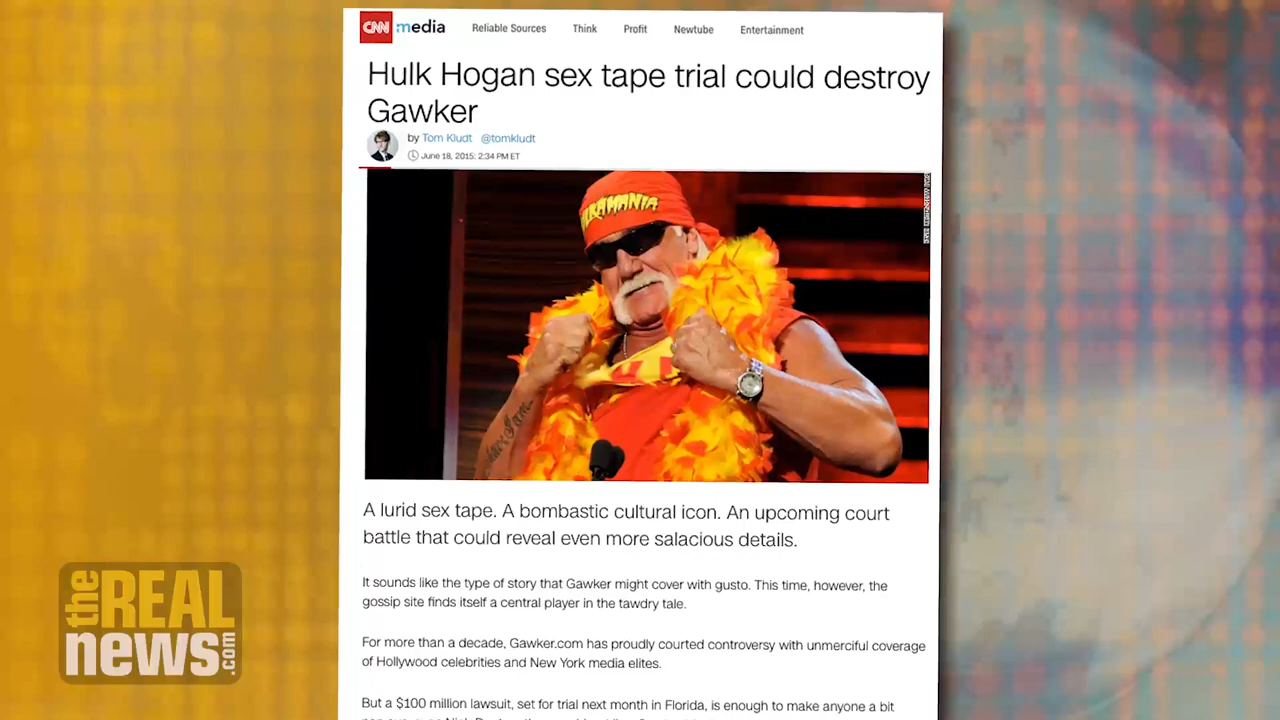 CNN media Reliable Sources Think Profit Newtube Entertainment
Hulk Hogan sex tape trial could destroy
Gawker
by Tom Kludt @tomkludt
June 18, 2015: 2:34 PM ET
A lurid sex tape. A bombastic cultural icon. An upcoming court
battle that could reveal even more salacious details.
It sounds like the type of story that Gawker might cover with gusto. This time, however, the
gossip site finds itself a central player in the tawdry tale.
For more than a decade, Gawker.com has proudly courted controversy with unmerciful coverage
of Hollywood celebrities and New York media elites.
But a $100 million lawsuit, set for trial next month in Florida, is enough to make anyone a bit
the REAL
news.com